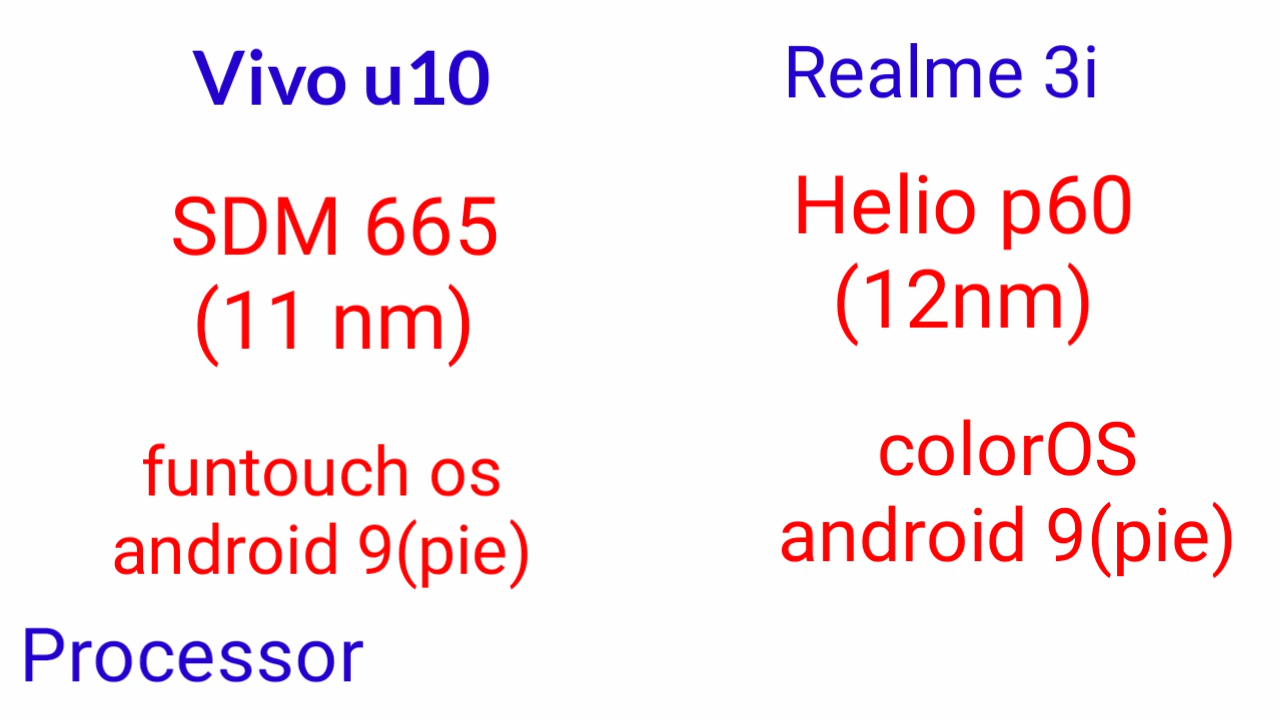 Vivo u10
SDM 665
(11 nm)
funtouch os
android 9(pie)
Realme 3i
Helio p60
(12nm)
colorOS
android 9(pie)
Processor